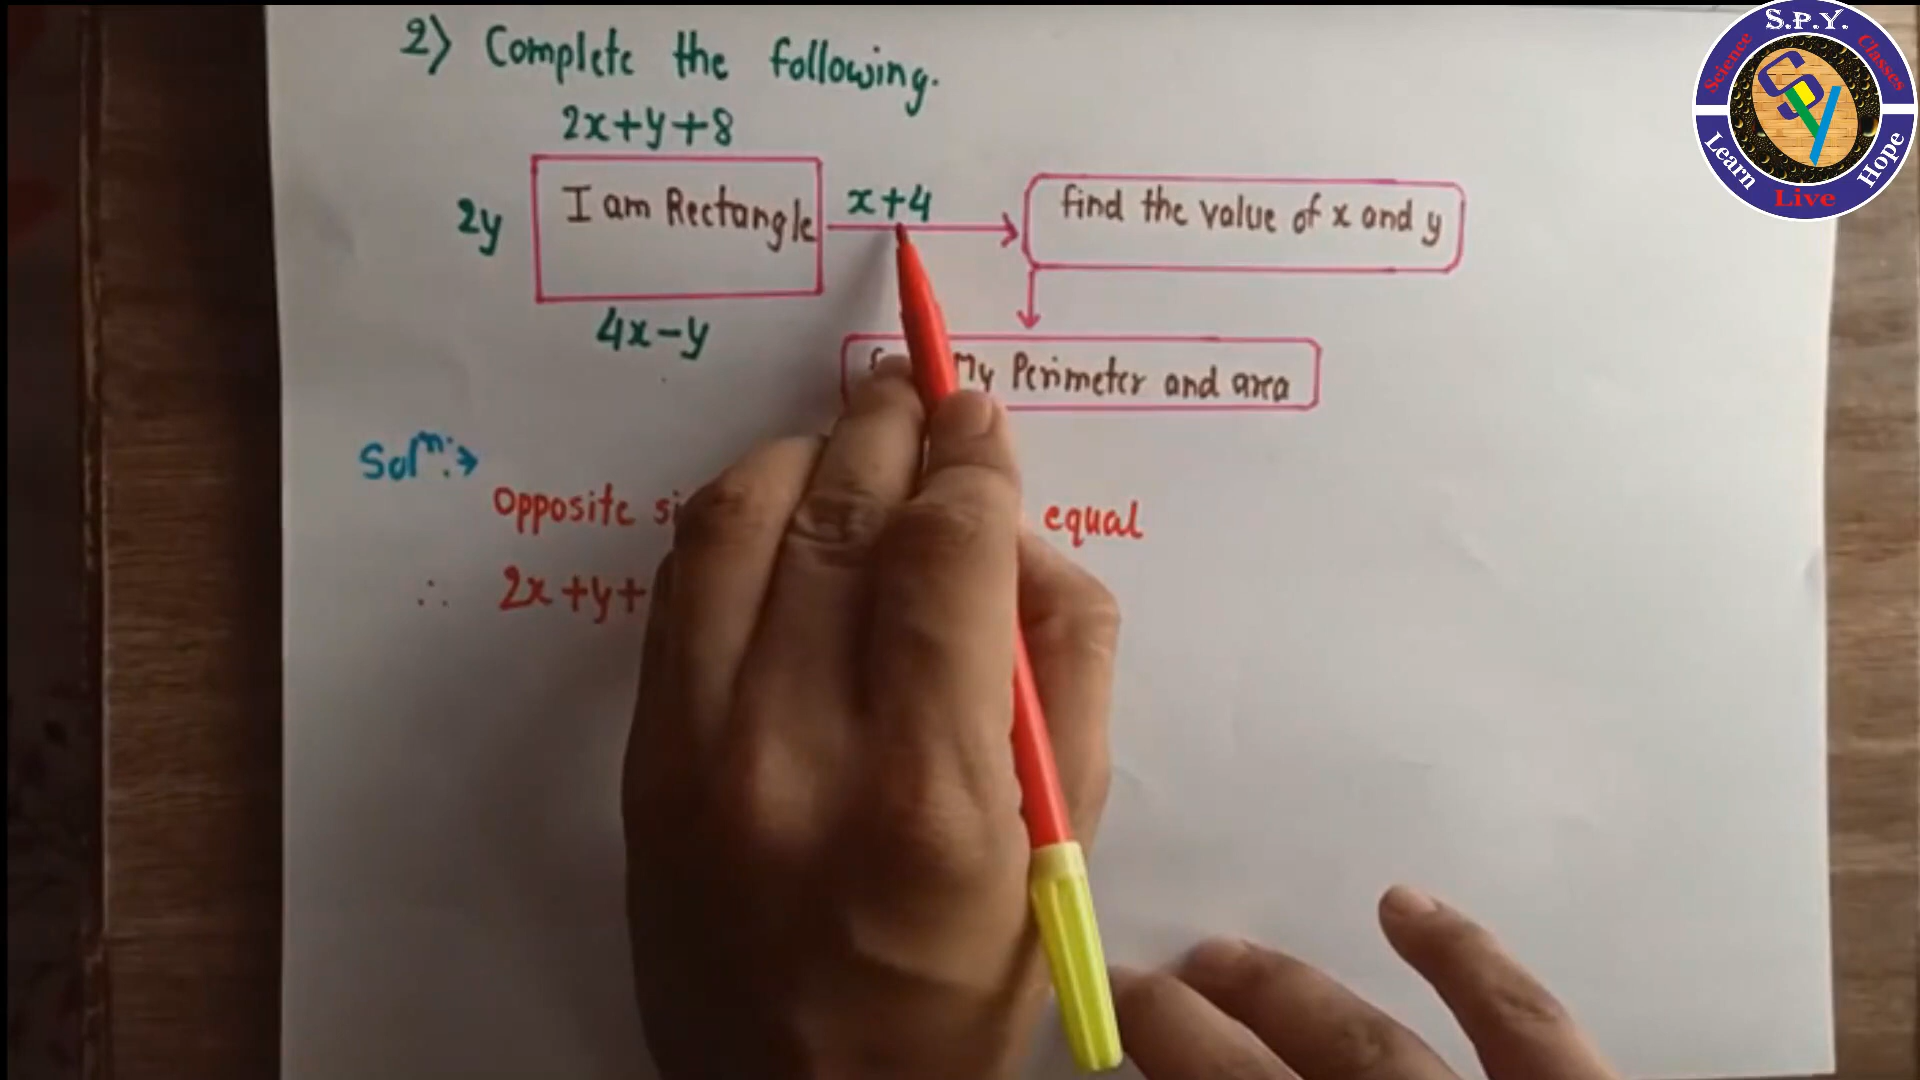 2) Complete the following.
2x+y+8
2y
I am Rectangle
x+4
find the value of x and y
4x-y
My Perimeter and area
Solⁿ:→
Opposite equal
∴ 2x+y+
S.P.Y.
Science
Classes
SPY
Learn
Live
Hope